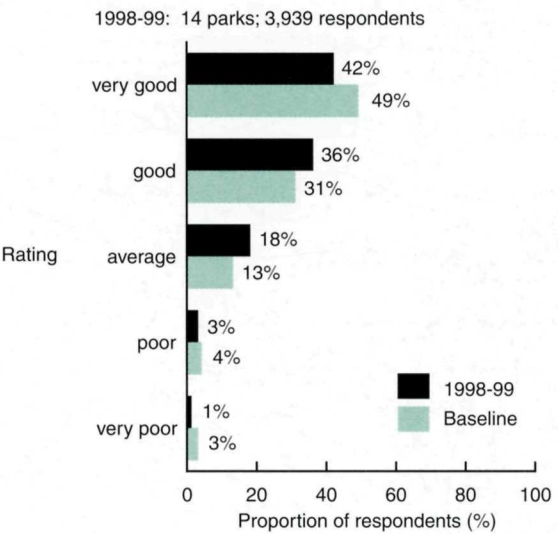 1998-99: 14 parks; 3,939 respondents
very good
42%
49%
good
36%
31%
Rating
average
18%
13%
poor
3%
4%
very poor
1%
3%
1998-99
Baseline
0 20 40 60 80 100
Proportion of respondents (%)